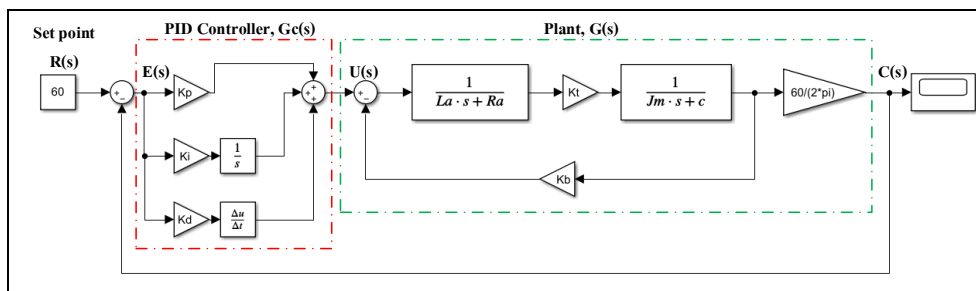 Set point
PID Controller, Gc(s)
Plant, G(s)
R(s)
E(s)
U(s)
C(s)
60
+
−
Kp
+
+
+
+
−
1
La · s + Ra
Kt
1
Jm · s + c
60/(2*pi)
Ki
1
s
Kb
Kd
Δu
Δt